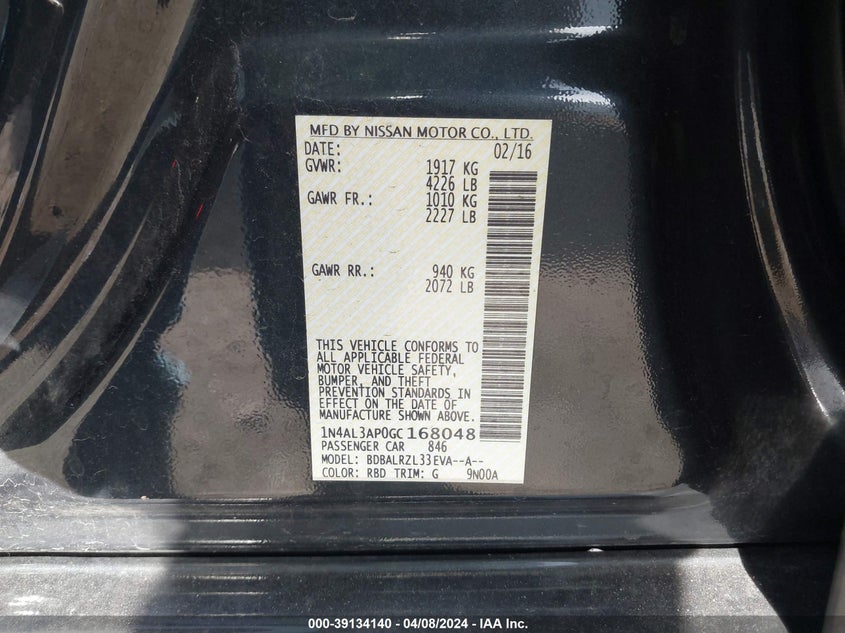 MFD BY NISSAN MOTOR CO., LTD.
DATE: 02/16
GVWR: 1917 KG
4226 LB
GAWR FR.: 1010 KG
2227 LB
GAWR RR.: 940 KG
2072 LB
THIS VEHICLE CONFORMS TO
ALL APPLICABLE FEDERAL
MOTOR VEHICLE SAFETY,
BUMPER, AND THEFT
PREVENTION STANDARDS IN
EFFECT ON THE DATE OF
MANUFACTURE SHOWN ABOVE.
1N4AL3AP0GC168048
PASSENGER CAR 846
MODEL: BDBALRZL33EVA--A--
COLOR: RBD TRIM: G 9N00A
000-39134140 - 04/08/2024 - IAA Inc.